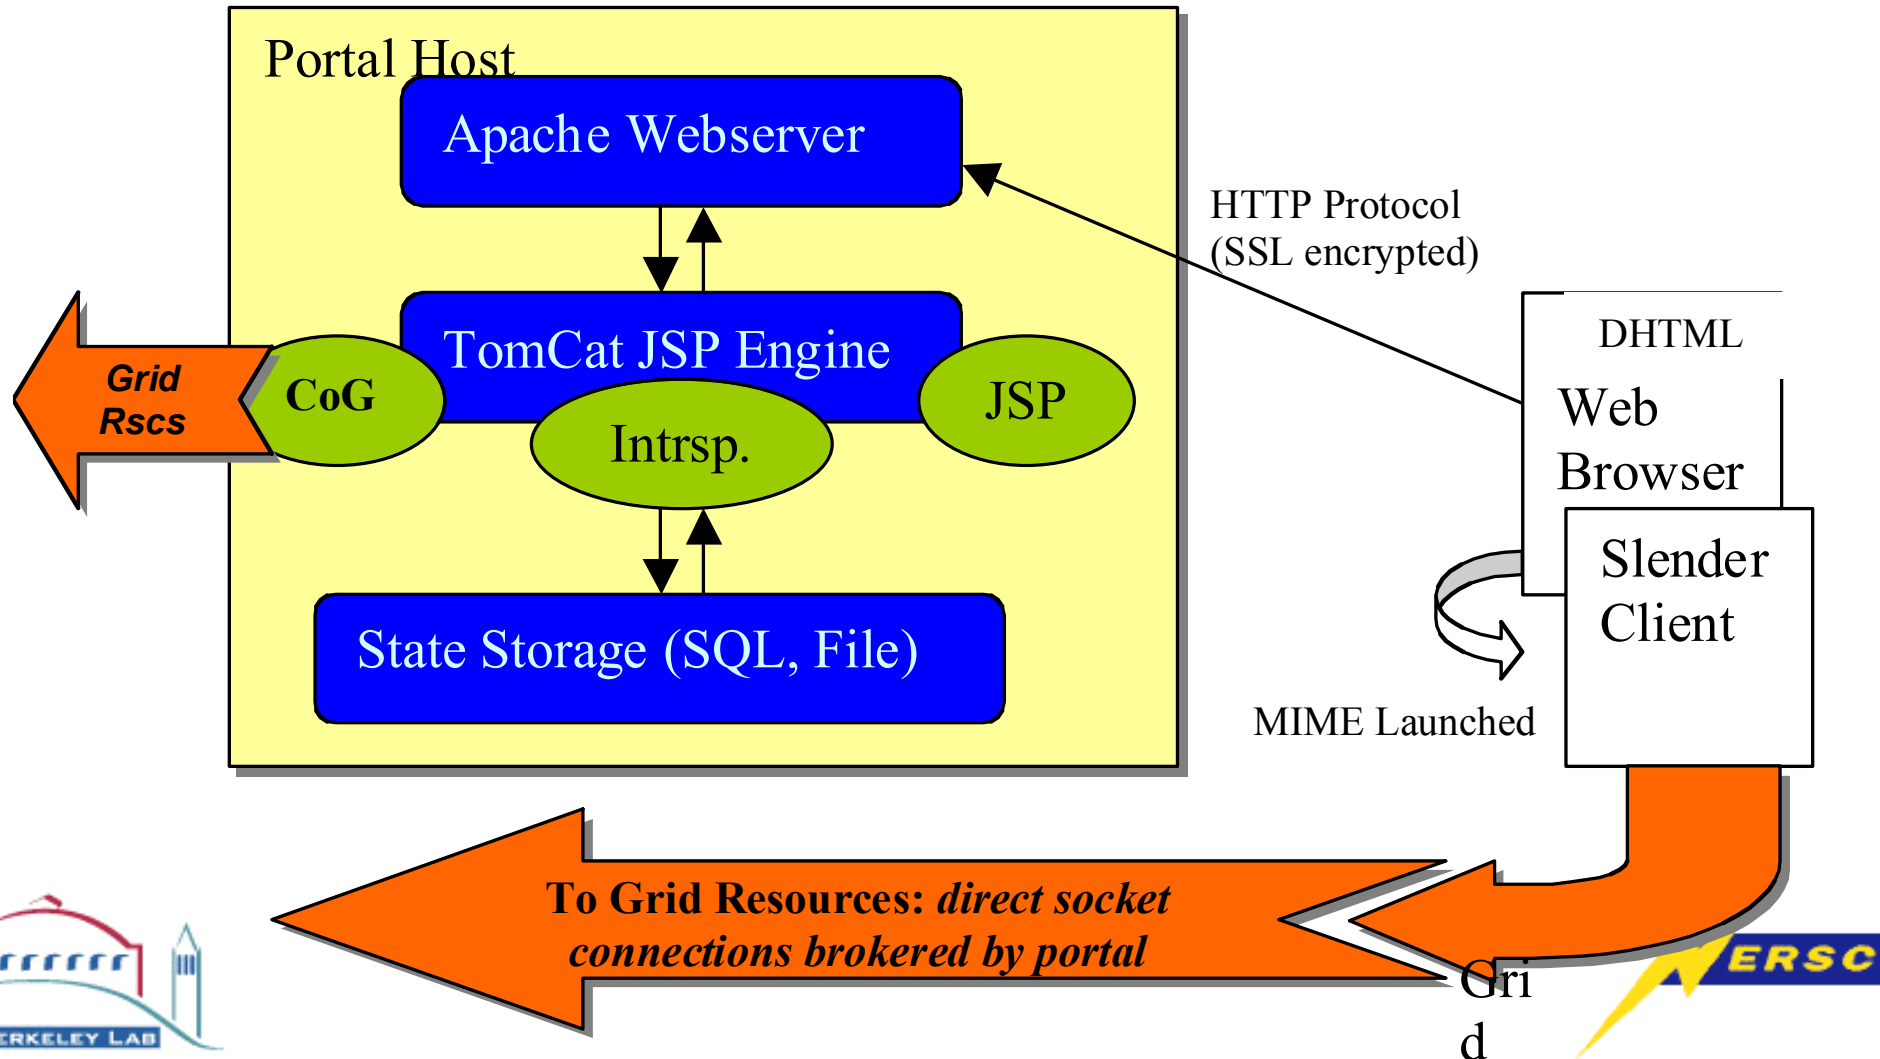 Portal Host
Apache Webserver
HTTP Protocol
(SSL encrypted)
DHTML
TomCat JSP Engine
Grid
Rscs
CoG
JSP
Web
Browser
Intrsp.
Slender
Client
State Storage (SQL, File)
MIME Launched
To Grid Resources: direct socket
connections brokered by portal
ERSC
Gri
d
ERKELEY LAB